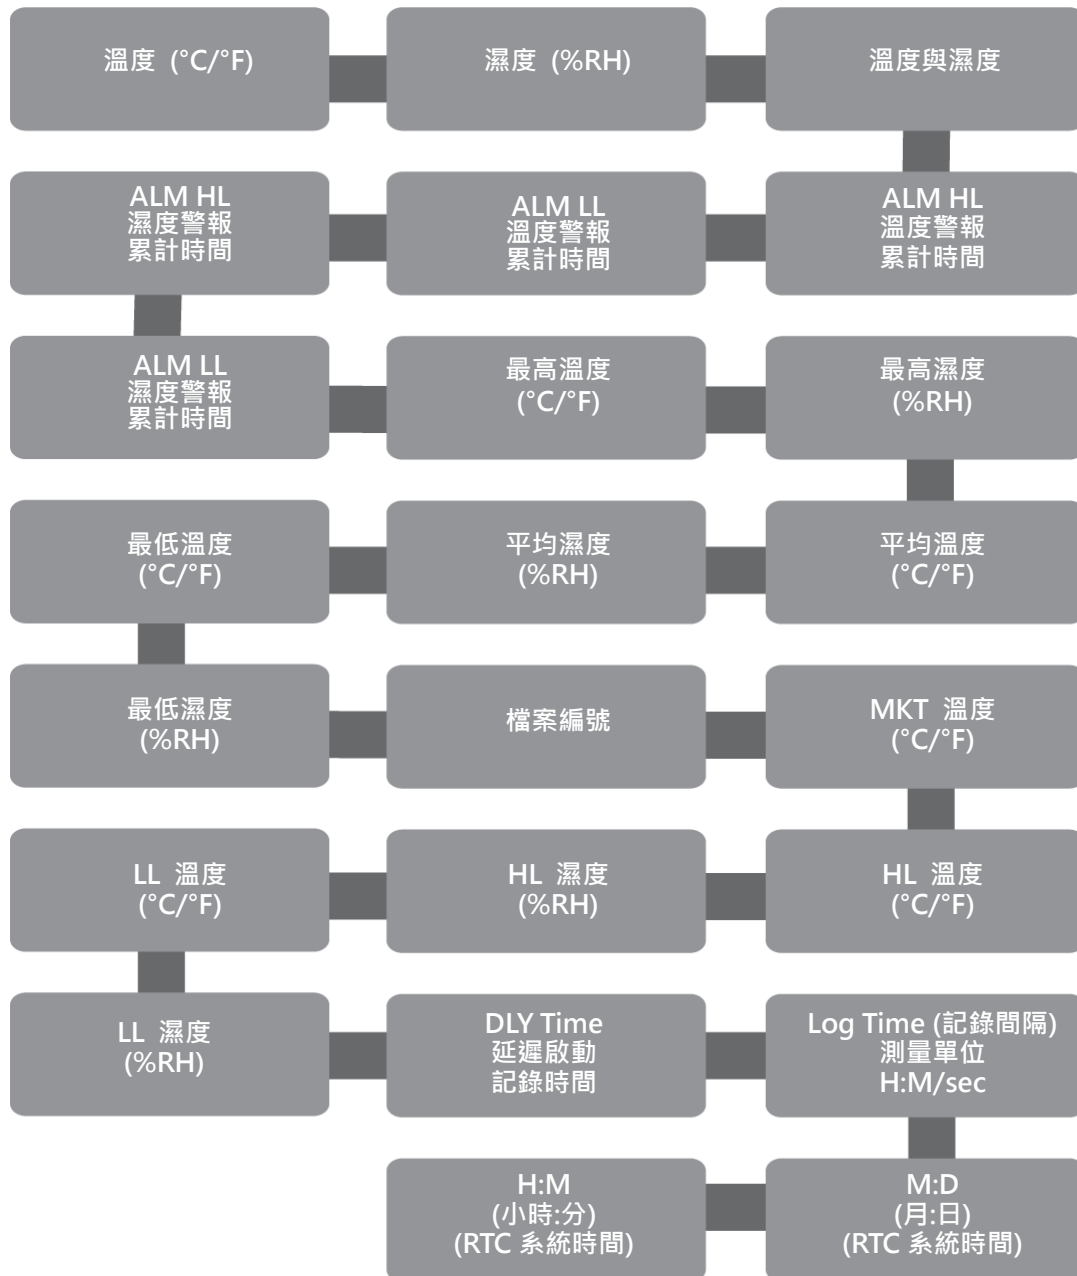 溫度 (°C/°F)
濕度 (%RH)
溫度與濕度
ALM HL
濕度警報
累計時間
ALM LL
溫度警報
累計時間
ALM HL
溫度警報
累計時間
ALM LL
濕度警報
累計時間
最高溫度
(°C/°F)
最高濕度
(%RH)
最低溫度
(°C/°F)
平均濕度
(%RH)
平均溫度
(°C/°F)
最低濕度
(%RH)
檔案編號
MKT 溫度
(°C/°F)
LL 溫度
(°C/°F)
HL 濕度
(%RH)
HL 溫度
(°C/°F)
LL 濕度
(%RH)
DLY Time
延遲啟動
記錄時間
Log Time (記錄間隔)
測量單位
H:M/sec
H:M
(小時:分)
(RTC 系統時間)
M:D
(月:日)
(RTC 系統時間)